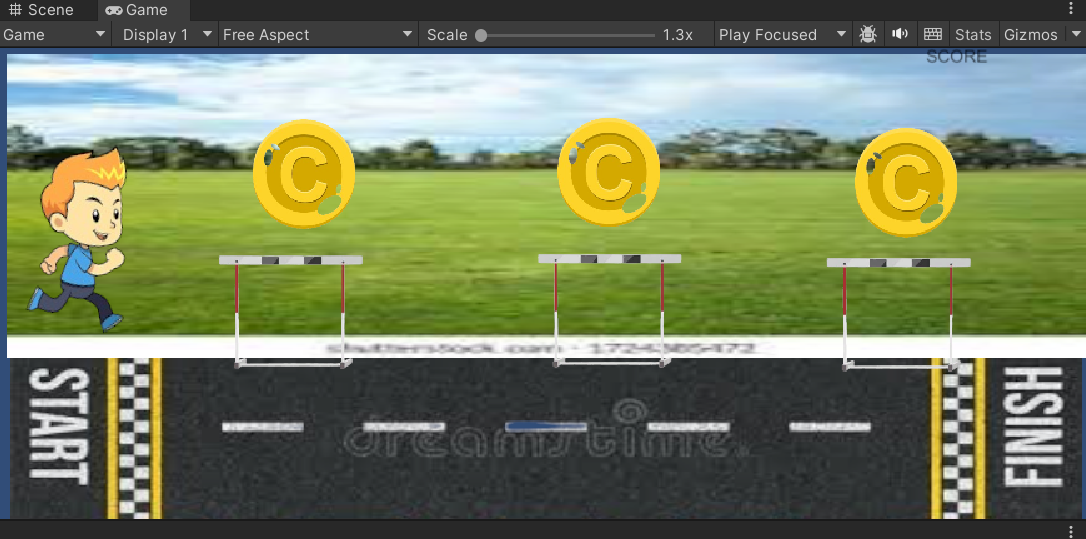 Scene Game
Game Display 1 Free Aspect Scale 1.3x Play Focused Stats Gizmos
SCORE
C C C
shutterstock.com · 1724385472
START FINISH
dreamstime.